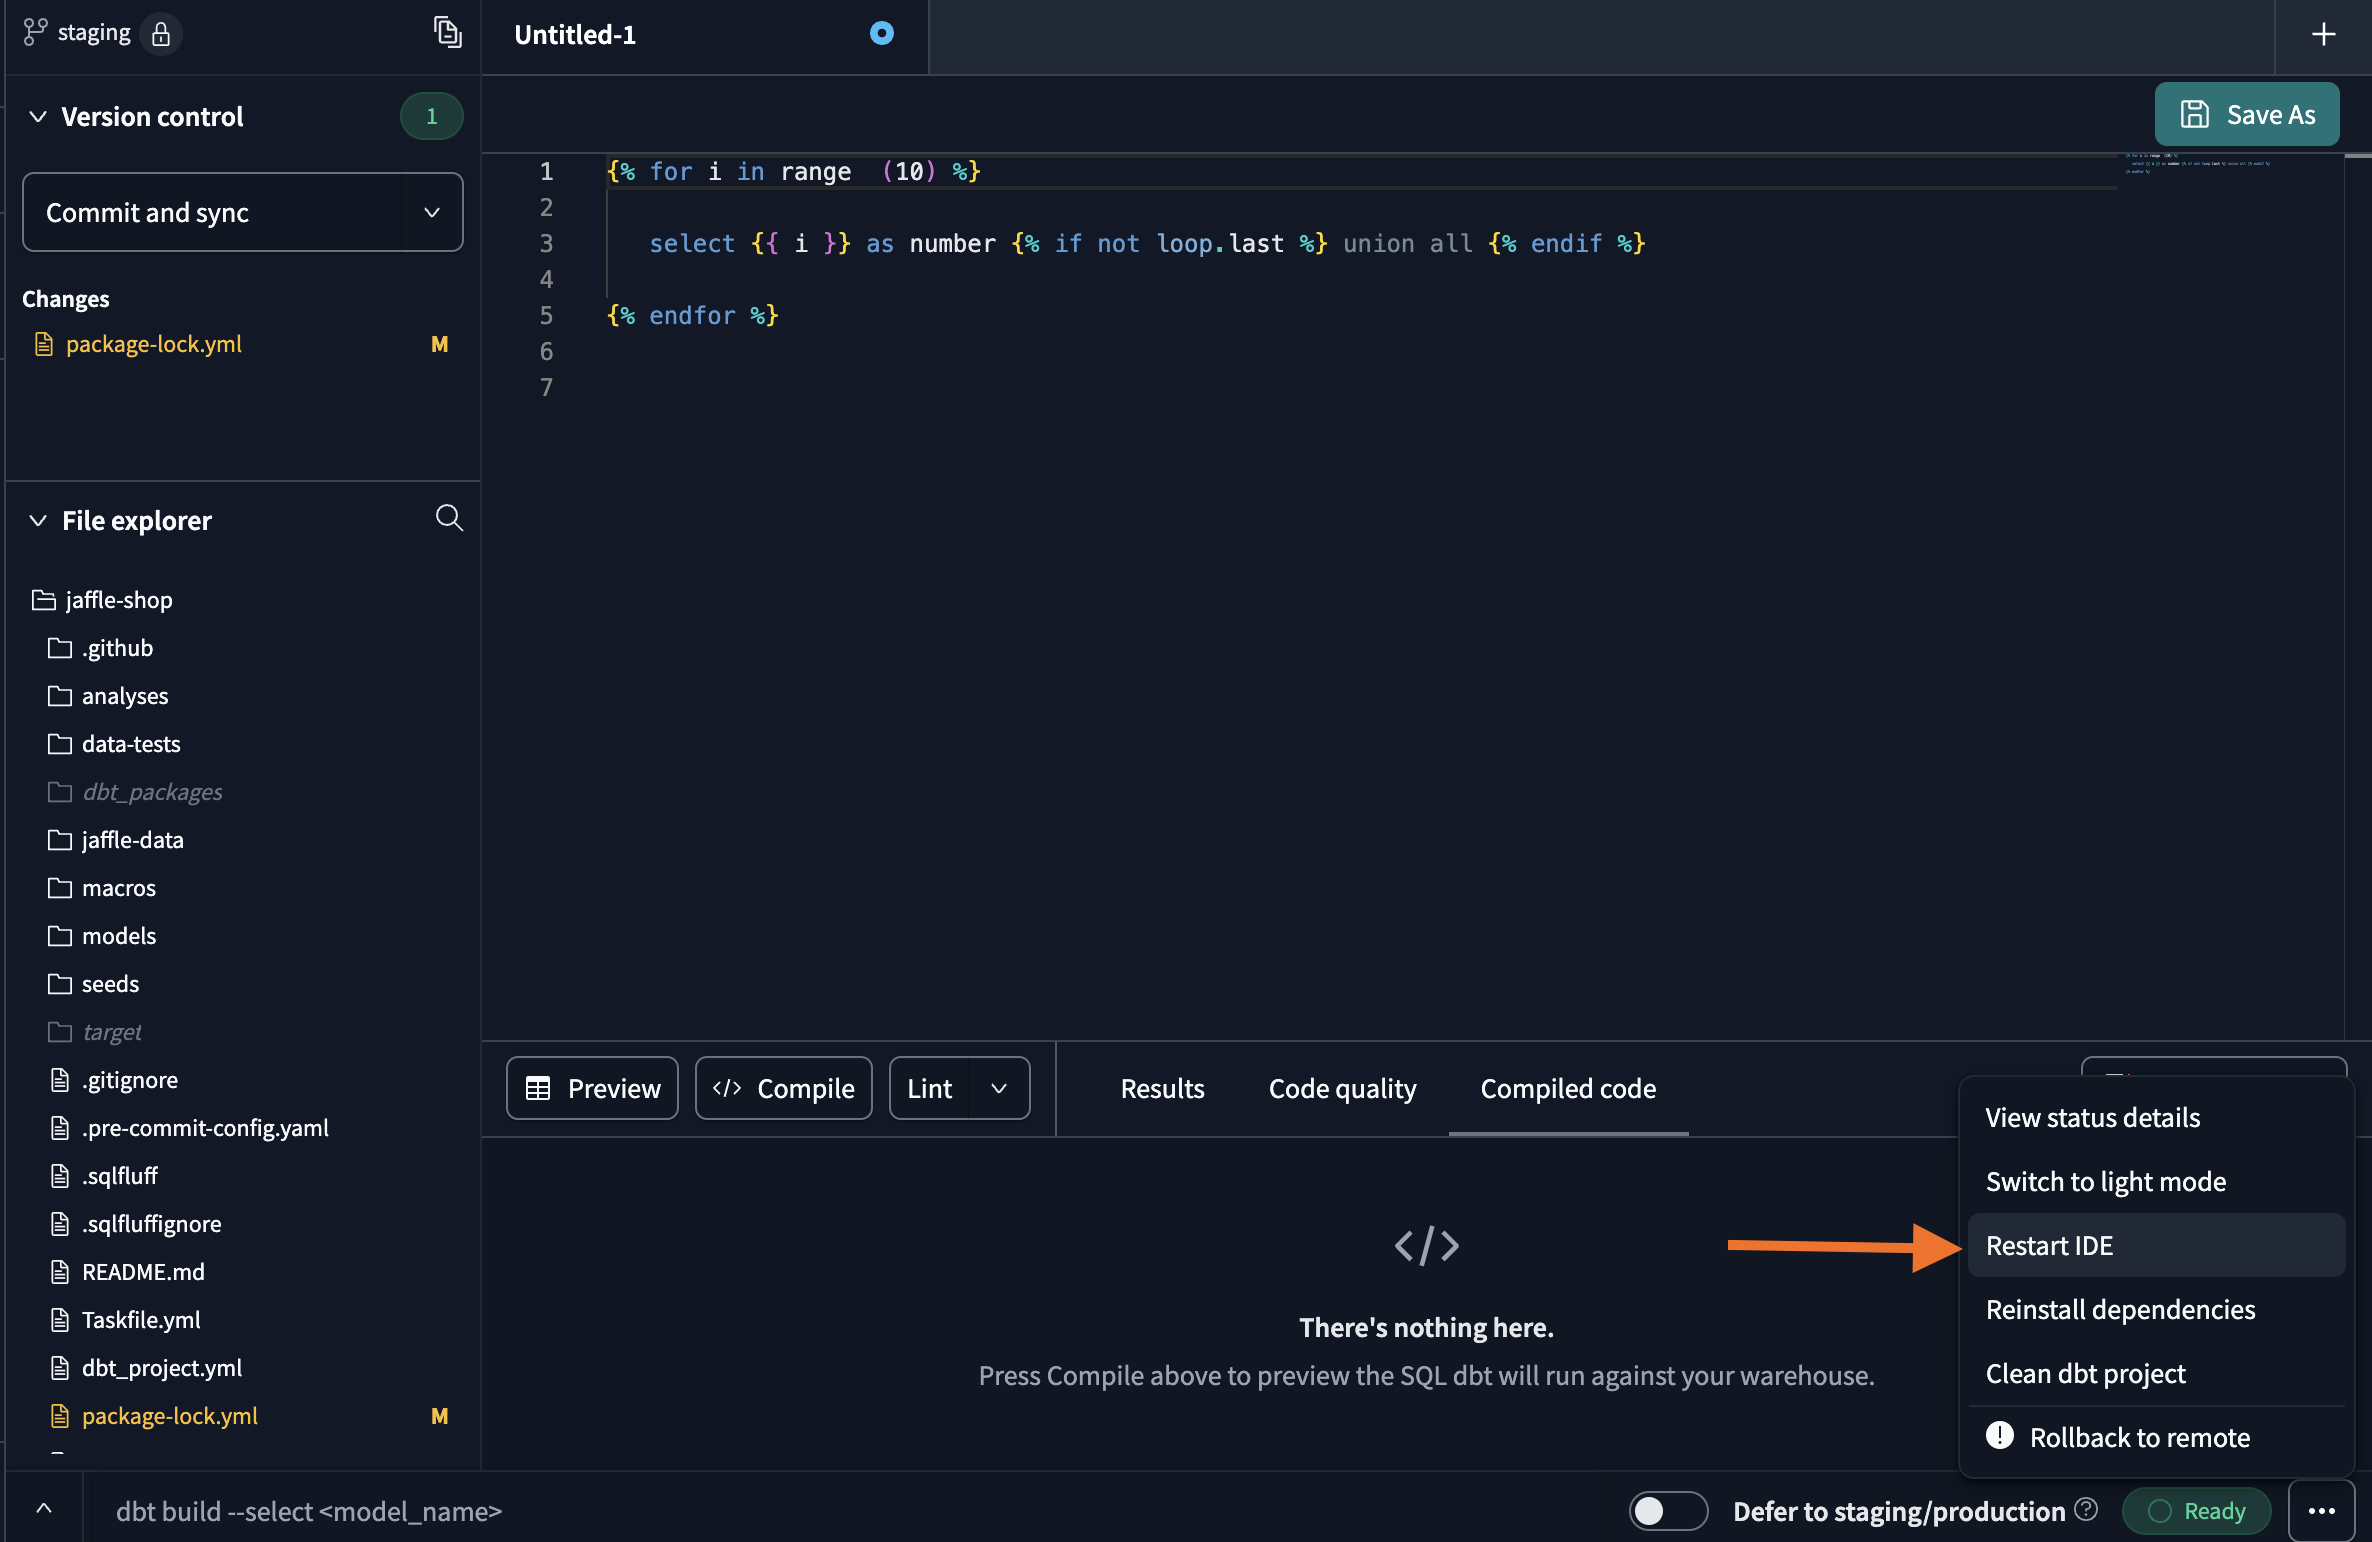 staging
Untitled-1
Version control
1
Save As
Commit and sync
Changes
package-lock.yml
M
1 {% for i in range  (10) %}
2
3 select {{ i }} as number {% if not loop.last %} union all {% endif %}
4
5 {% endfor %}
6
7
File explorer
jaffle-shop
.github
analyses
data-tests
dbt_packages
jaffle-data
macros
models
seeds
target
.gitignore
.pre-commit-config.yaml
.sqlfluff
.sqlfluffignore
README.md
Taskfile.yml
dbt_project.yml
package-lock.yml
M
Preview
</> Compile
Lint
Results
Code quality
Compiled code
</>
There's nothing here.
Press Compile above to preview the SQL dbt will run against your warehouse.
View status details
Switch to light mode
Restart IDE
Reinstall dependencies
Clean dbt project
Rollback to remote
dbt build --select <model_name>
Defer to staging/production
Ready